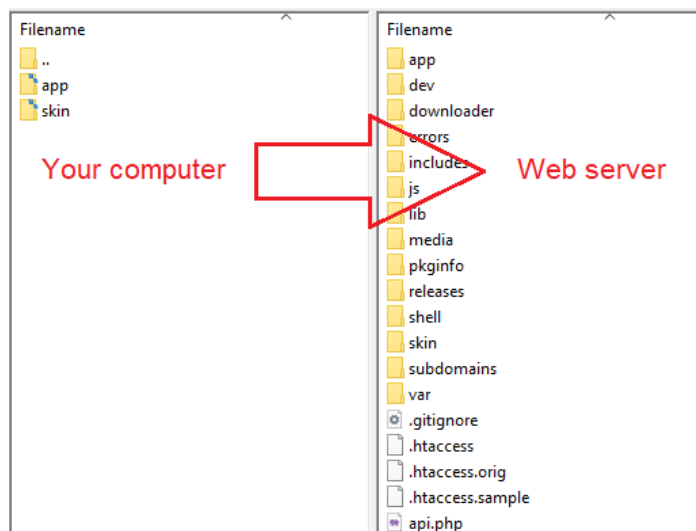 Filename
..
app
skin
Your computer
Filename
app
dev
downloader
errors
includes
js
lib
media
pkginfo
releases
shell
skin
subdomains
var
.gitignore
.htaccess
.htaccess.orig
.htaccess.sample
api.php
Web server